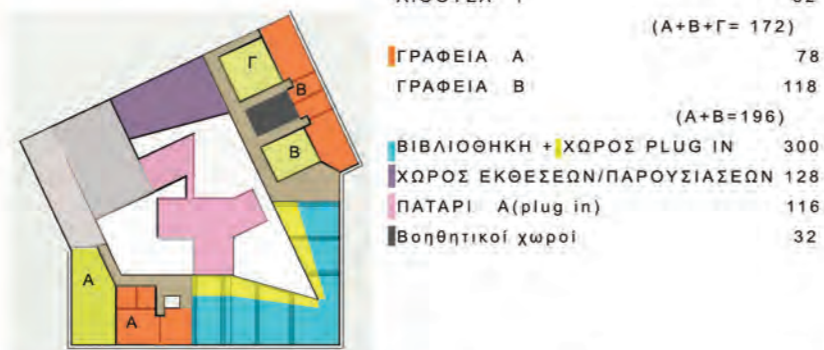 (Α+Β+Γ= 172)
ΓΡΑΦΕΙΑ Α 78
ΓΡΑΦΕΙΑ Β 118
(Α+Β=196)
ΒΙΒΛΙΟΘΗΚΗ + ΧΩΡΟΣ PLUG IN 300
ΧΩΡΟΣ ΕΚΘΕΣΕΩΝ/ΠΑΡΟΥΣΙΑΣΕΩΝ 128
ΠΑΤΑΡΙ Α(plug in) 116
Βοηθητικοί χωροί 32
Γ
Β
Β
Α
Α